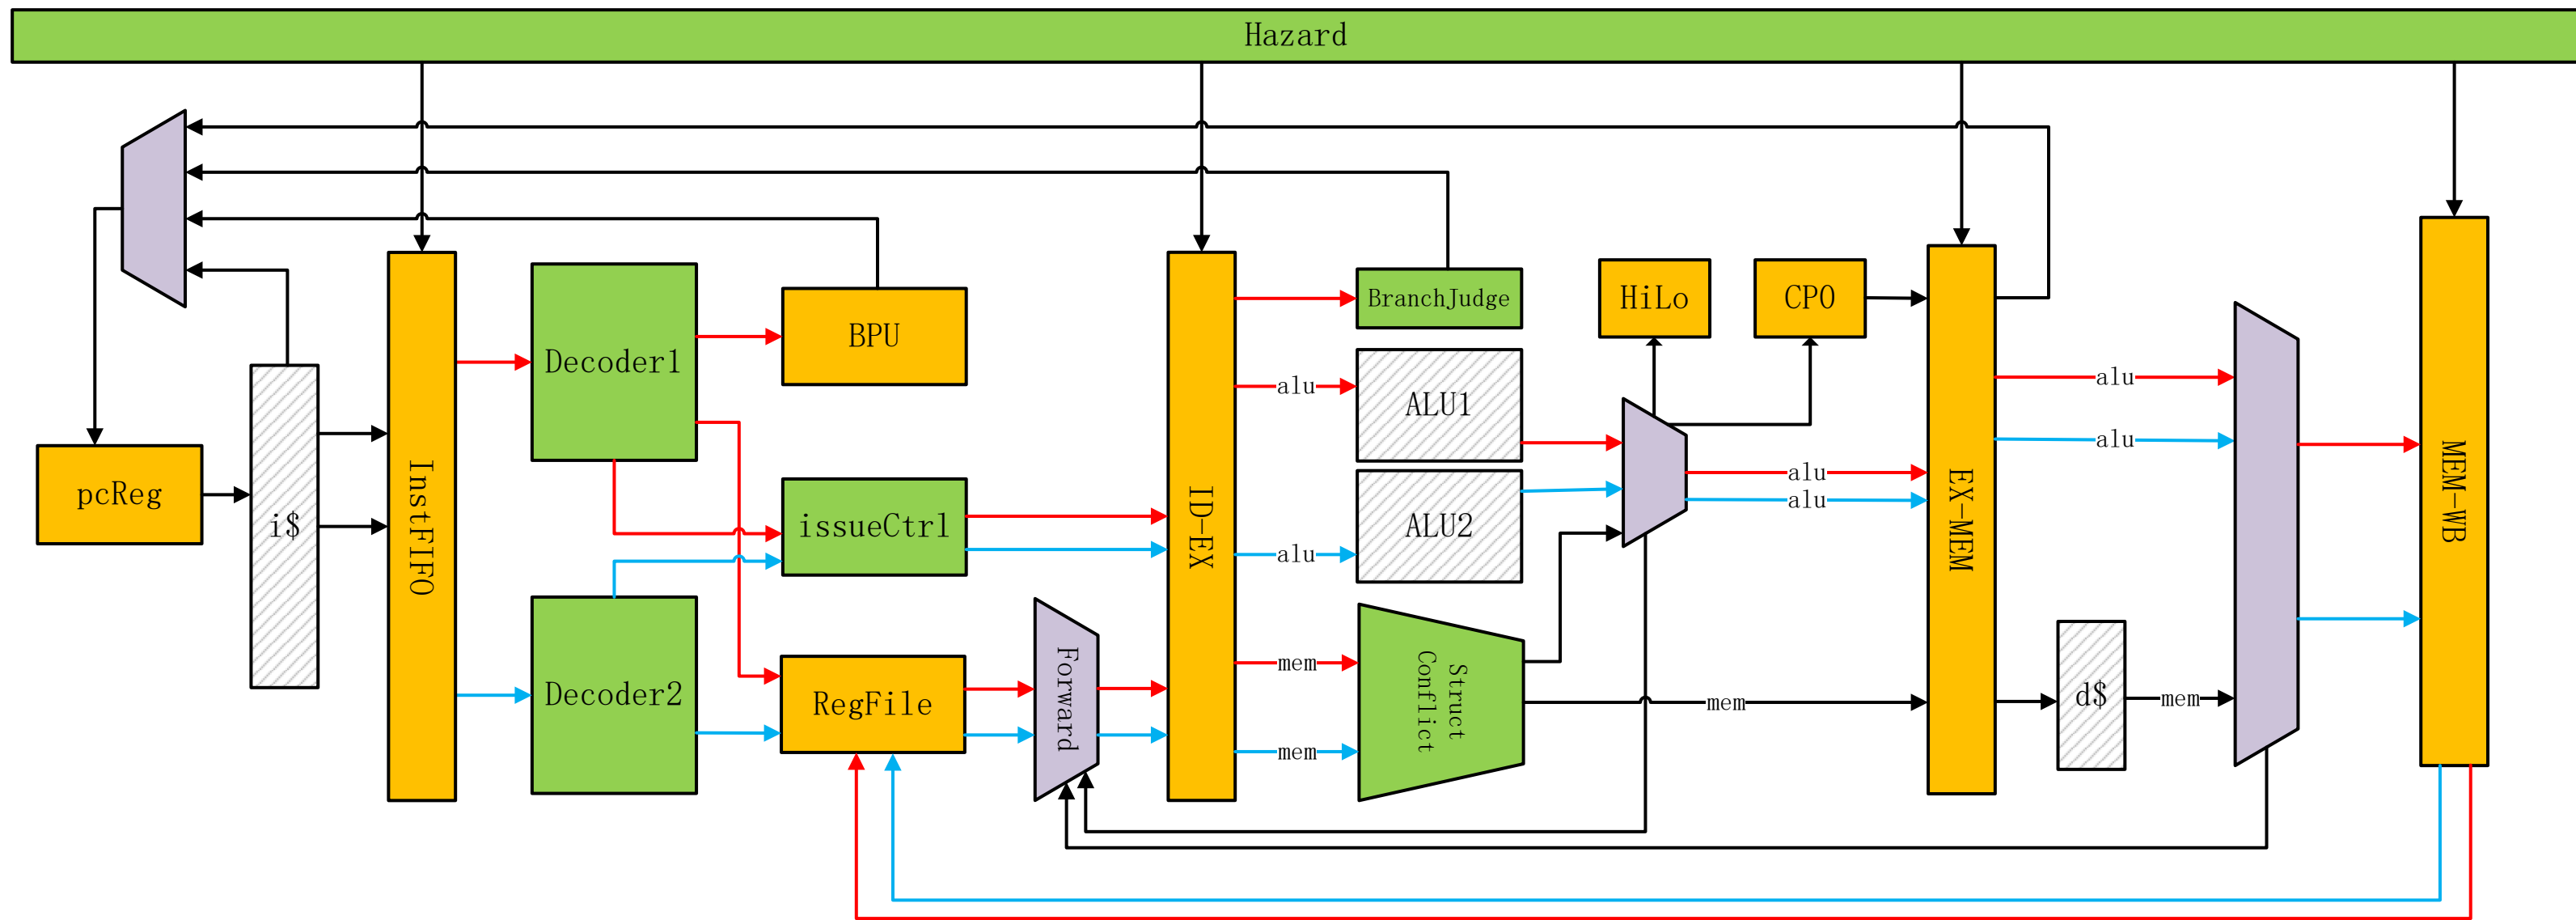 Hazard
BranchJudge
HiLo
CP0
BPU
Decoder1
alu
ALU1
alu
pcReg
i$
InstFIFO
issueCtrl
ID-EX
alu
ALU2
alu
alu
EX-MEM
alu
MEM-WB
Decoder2
RegFile
Forward
mem
mem
Struct
Conflict
mem
d$
mem